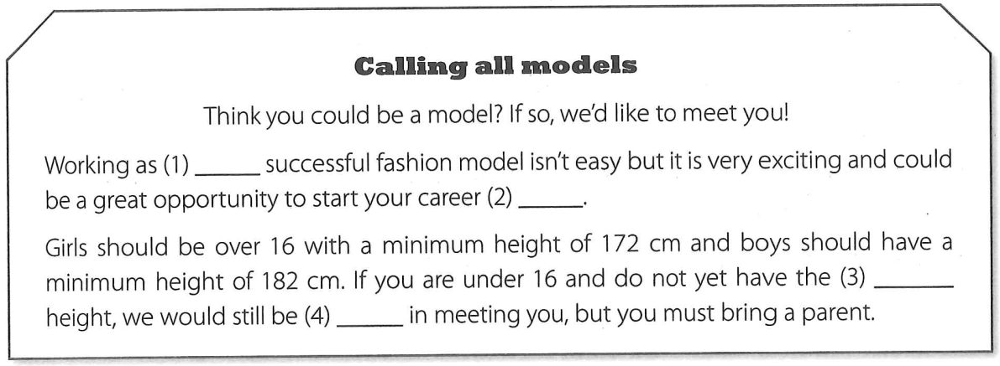 Calling all models
Think you could be a model? If so, we'd like to meet you!
Working as (1) ______ successful fashion model isn't easy but it is very exciting and could
be a great opportunity to start your career (2) ______.
Girls should be over 16 with a minimum height of 172 cm and boys should have a
minimum height of 182 cm. If you are under 16 and do not yet have the (3) _______
height, we would still be (4) ______ in meeting you, but you must bring a parent.